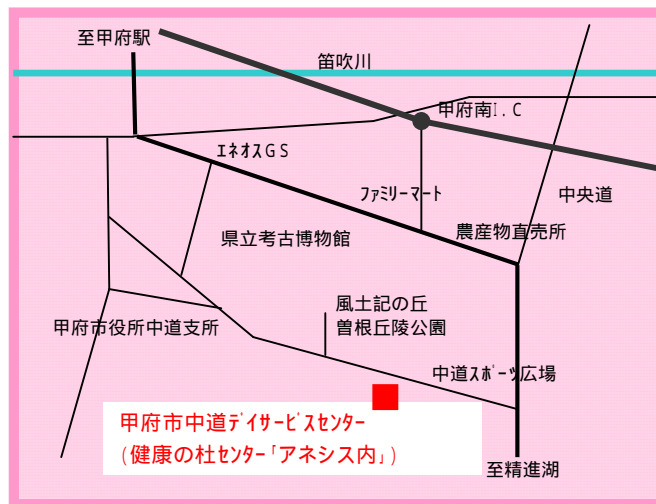 至甲府駅
笛吹川
甲府南I.C
ｴﾈｵｽGS
ﾌｧﾐﾘｰﾏｰﾄ
中央道
農産物直売所
県立考古博物館
風土記の丘
曽根丘陵公園
甲府市役所中道支所
中道ｽﾎﾟｰﾂ広場
甲府市中道ﾃﾞｲｻｰﾋﾞｽｾﾝﾀｰ
(健康の杜ｾﾝﾀｰ｢アネシス内｣)
至精進湖